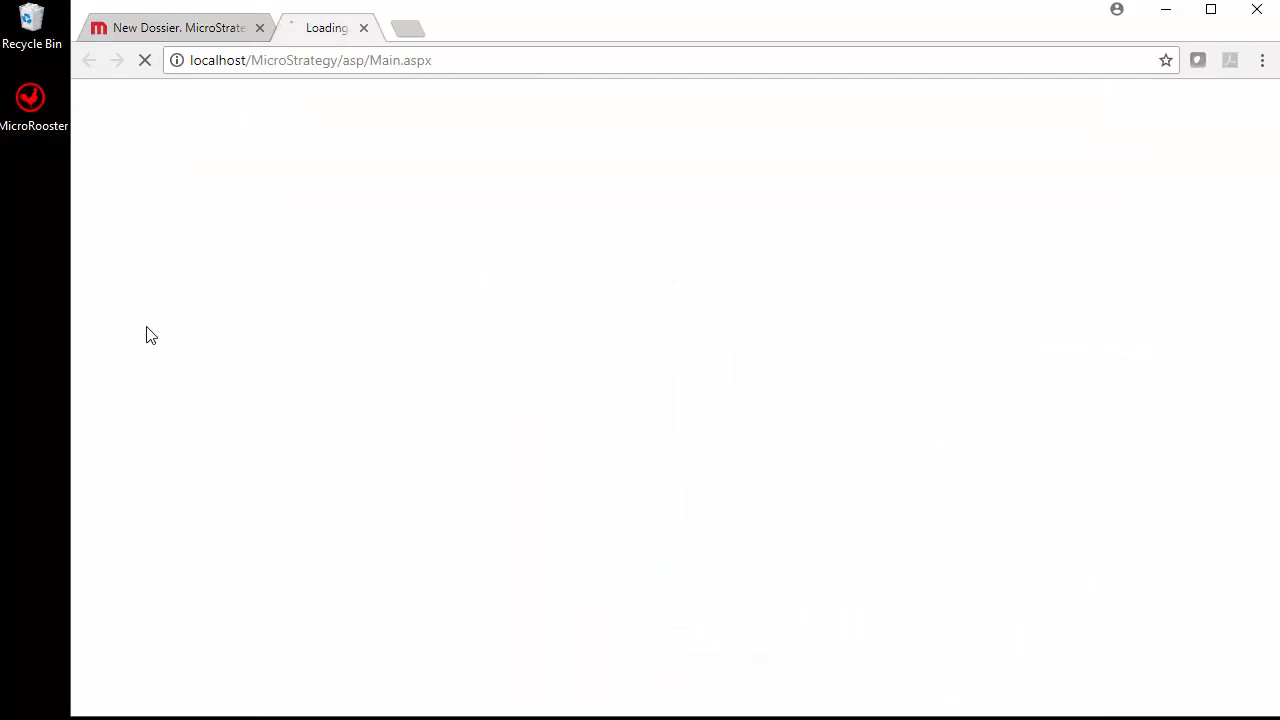 Recycle Bin
MicroRooster
New Dossier. MicroStrate
Loading
localhost/MicroStrategy/asp/Main.aspx